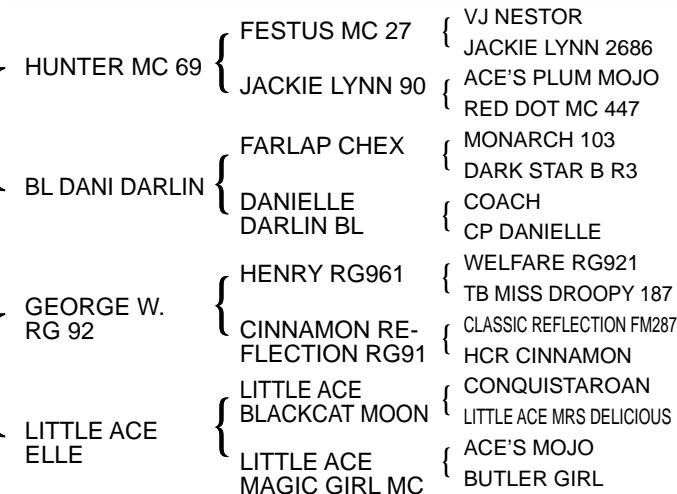 HUNTER MC 69
FESTUS MC 27
VJ NESTOR
JACKIE LYNN 2686
JACKIE LYNN 90
ACE'S PLUM MOJO
RED DOT MC 447
BL DANI DARLIN
FARLAP CHEX
MONARCH 103
DARK STAR B R3
DANIELLE
DARLIN BL
COACH
CP DANIELLE
GEORGE W.
RG 92
HENRY RG961
WELFARE RG921
TB MISS DROOPY 187
CINNAMON RE-
FLECTION RG91
CLASSIC REFLECTION FM287
HCR CINNAMON
LITTLE ACE
ELLE
LITTLE ACE
BLACKCAT MOON
CONQUISTAROAN
LITTLE ACE MRS DELICIOUS
LITTLE ACE
MAGIC GIRL MC
ACE'S MOJO
BUTLER GIRL